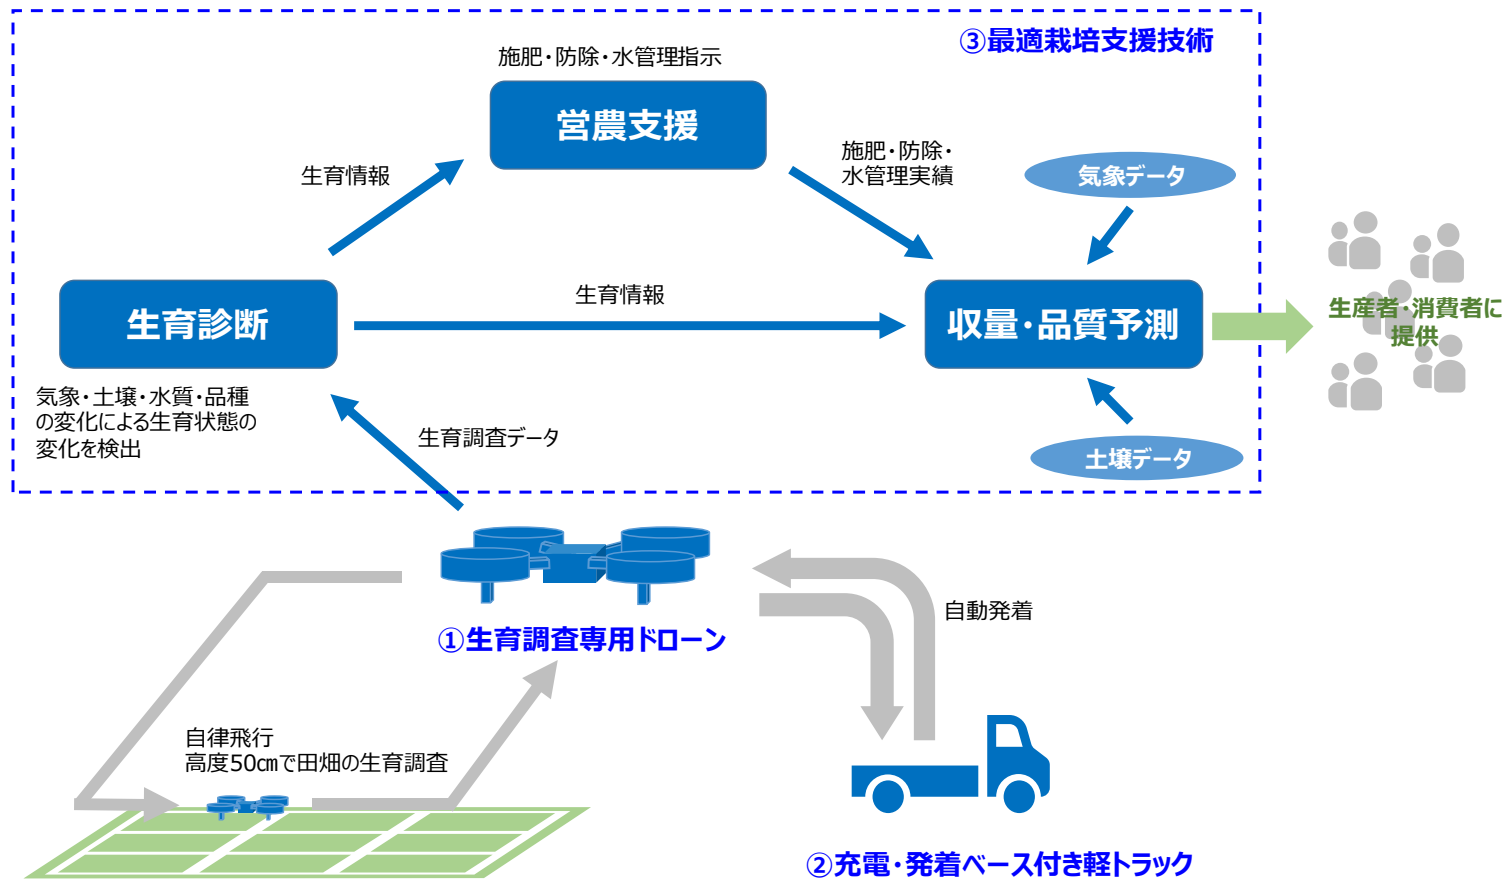 ③最適栽培支援技術
施肥・防除・水管理指示
営農支援
生育情報
施肥・防除・
水管理実績
気象データ
生育診断
生育情報
収量・品質予測
生産者・消費者に
提供
気象・土壌・水質・品種
の変化による生育状態の
変化を検出
生育調査データ
土壌データ
①生育調査専用ドローン
自動発着
自律飛行
高度50㎝で田畑の生育調査
②充電・発着ベース付き軽トラック